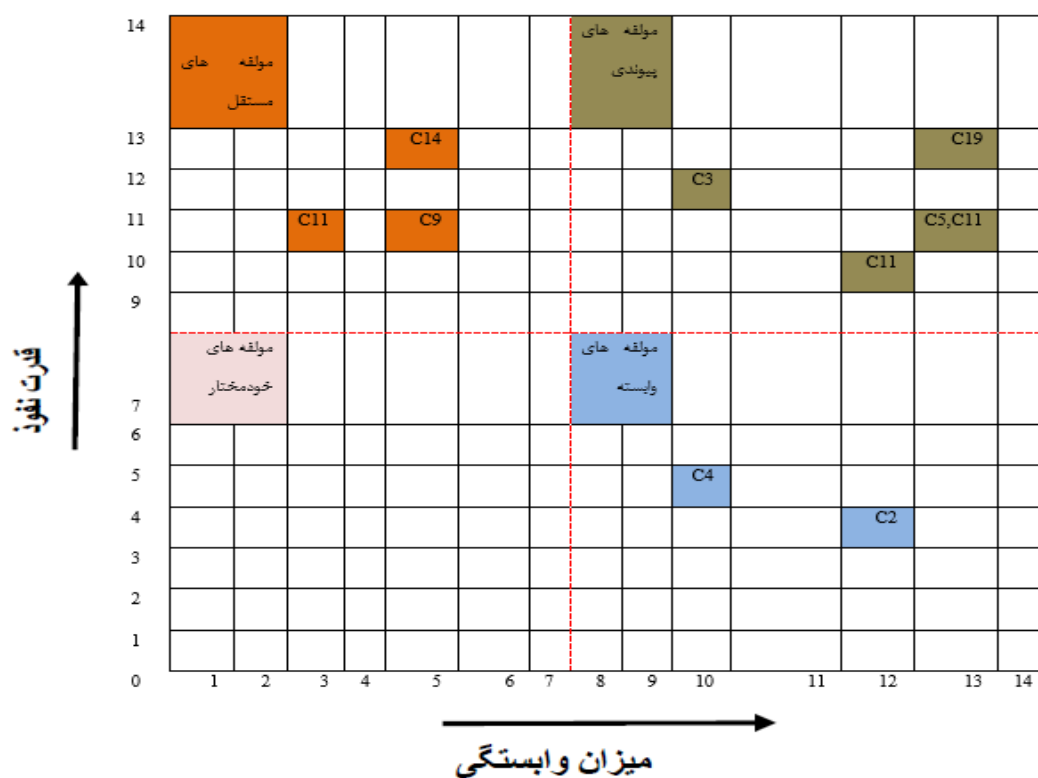 14
مولفه های
مستقل
مولفه های
پیوندی
13
C14
C19
12
C3
11
C11
C9
C5,C11
10
C11
9
مولفه های
خودمختار
مولفه های
وابسته
7
6
5
C4
4
C2
3
2
1
0
1 2 3 4 5 6 7 8 9 10 11 12 13 14
قدرت نفوذ
میزان وابستگی